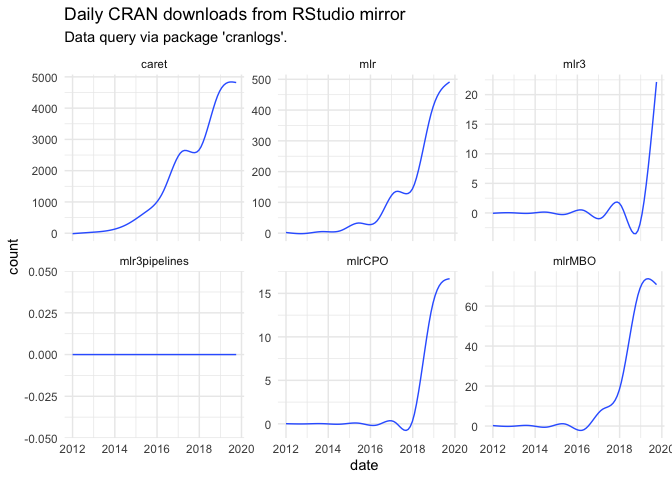 Daily CRAN downloads from RStudio mirror
Data query via package 'cranlogs'.
caret
mlr
mlr3
5000
4000
3000
2000
1000
0
500
400
300
200
100
0
20
15
10
5
0
count
mlr3pipelines
mlrCPO
mlrMBO
0.050
0.025
0.000
-0.025
-0.050
15
10
5
0
60
40
20
0
2012 2014 2016 2018 2020
2012 2014 2016 2018 2020
2012 2014 2016 2018 2020
date